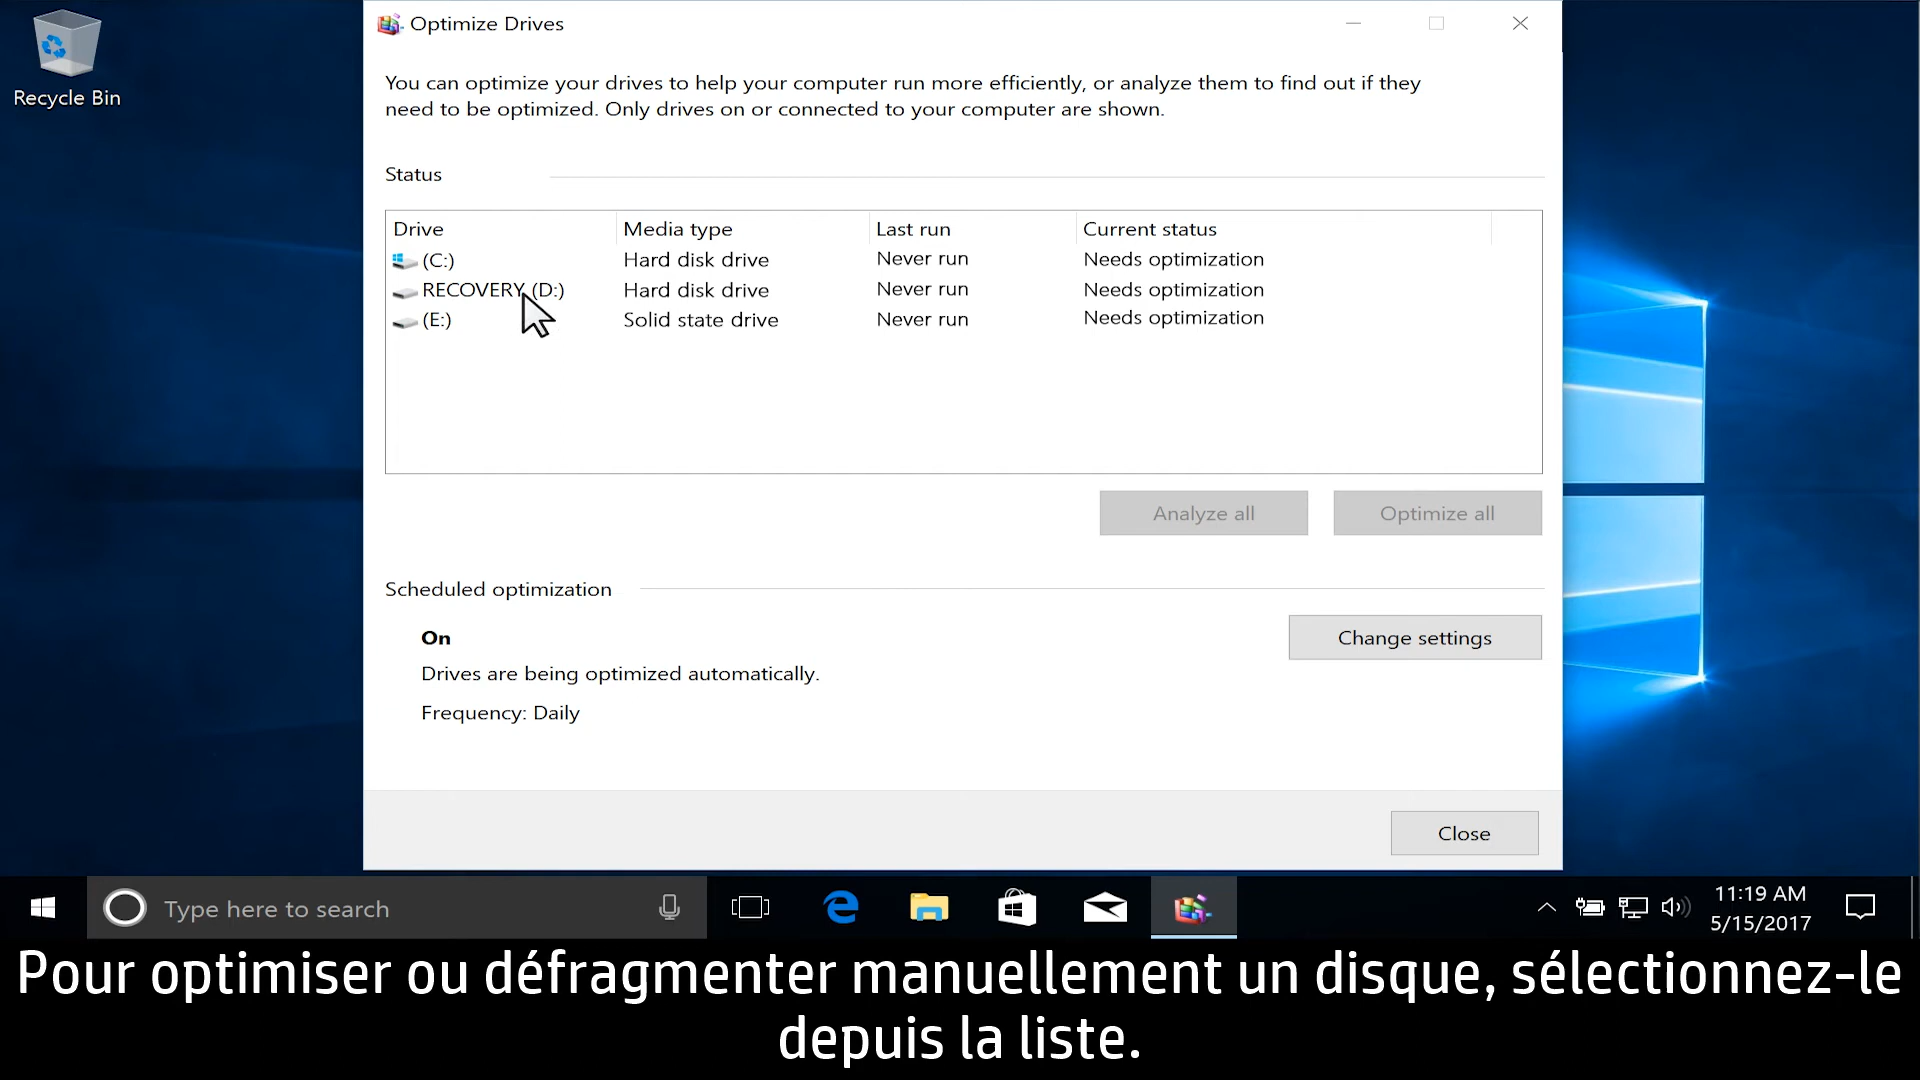 Optimize Drives
Recycle Bin
You can optimize your drives to help your computer run more efficiently, or analyze them to find out if they
need to be optimized. Only drives on or connected to your computer are shown.
Status
Drive Media type Last run Current status
(C:) Hard disk drive Never run Needs optimization
RECOVERY (D:) Hard disk drive Never run Needs optimization
(E:) Solid state drive Never run Needs optimization
Analyze all Optimize all
Scheduled optimization
On
Change settings
Drives are being optimized automatically.
Frequency: Daily
Close
Type here to search
11:19 AM
5/15/2017
Pour optimiser ou défragmenter manuellement un disque, sélectionnez-le
depuis la liste.